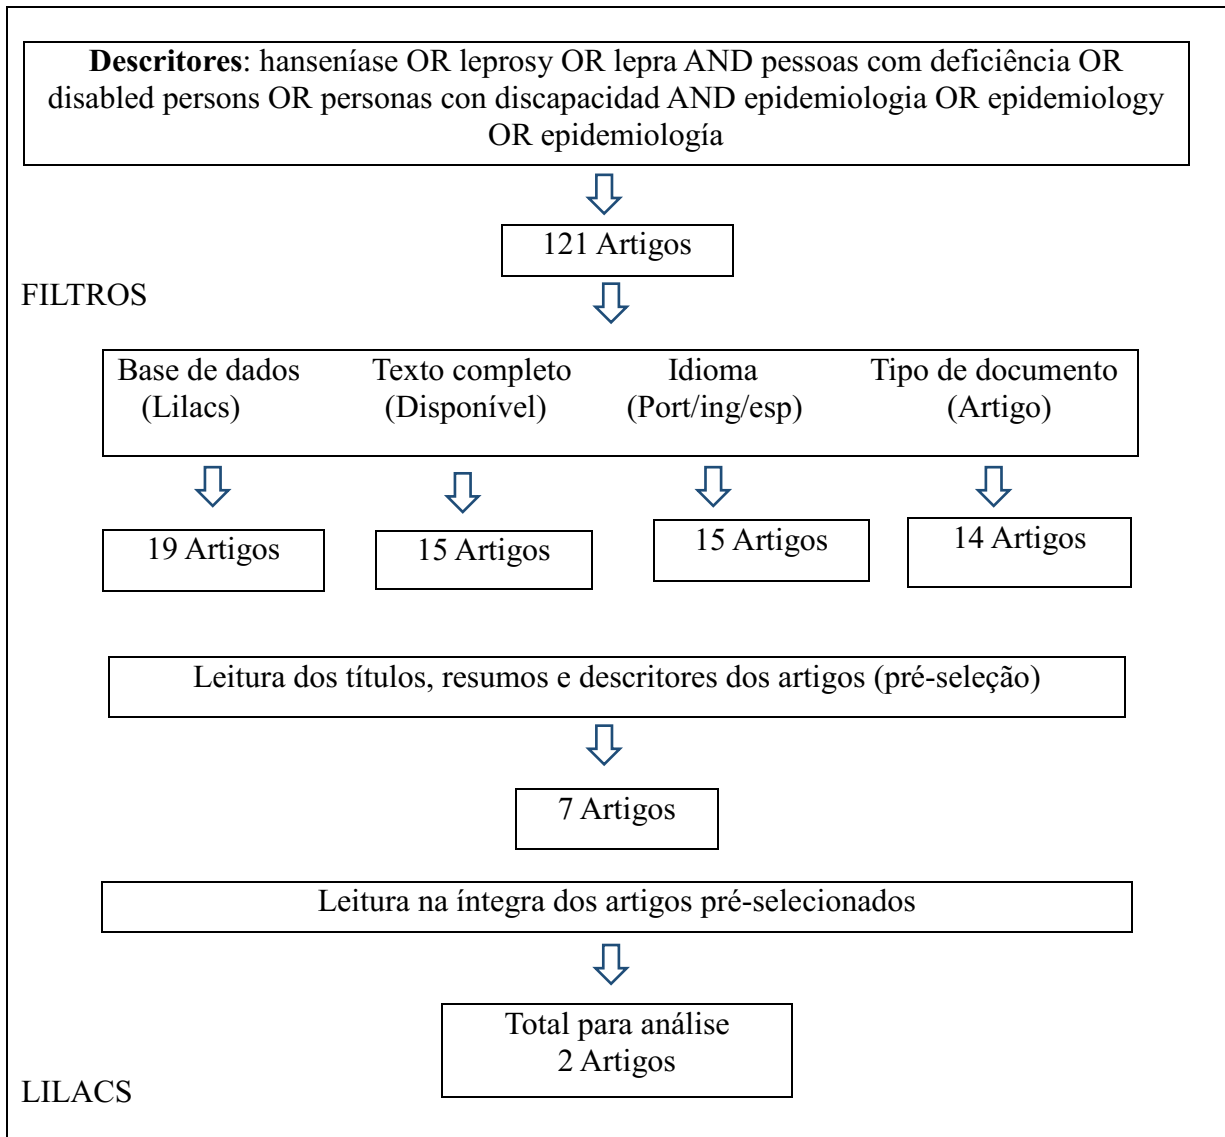 Descritores: hanseníase OR leprosy OR lepra AND pessoas com deficiência OR
disabled persons OR personas con discapacidad AND epidemiologia OR epidemiology
OR epidemiología
121 Artigos
FILTROS
Base de dados Texto completo Idioma Tipo de documento
(Lilacs) (Disponível) (Port/ing/esp) (Artigo)
19 Artigos 15 Artigos 15 Artigos 14 Artigos
Leitura dos títulos, resumos e descritores dos artigos (pré-seleção)
7 Artigos
Leitura na íntegra dos artigos pré-selecionados
Total para análise
2 Artigos
LILACS